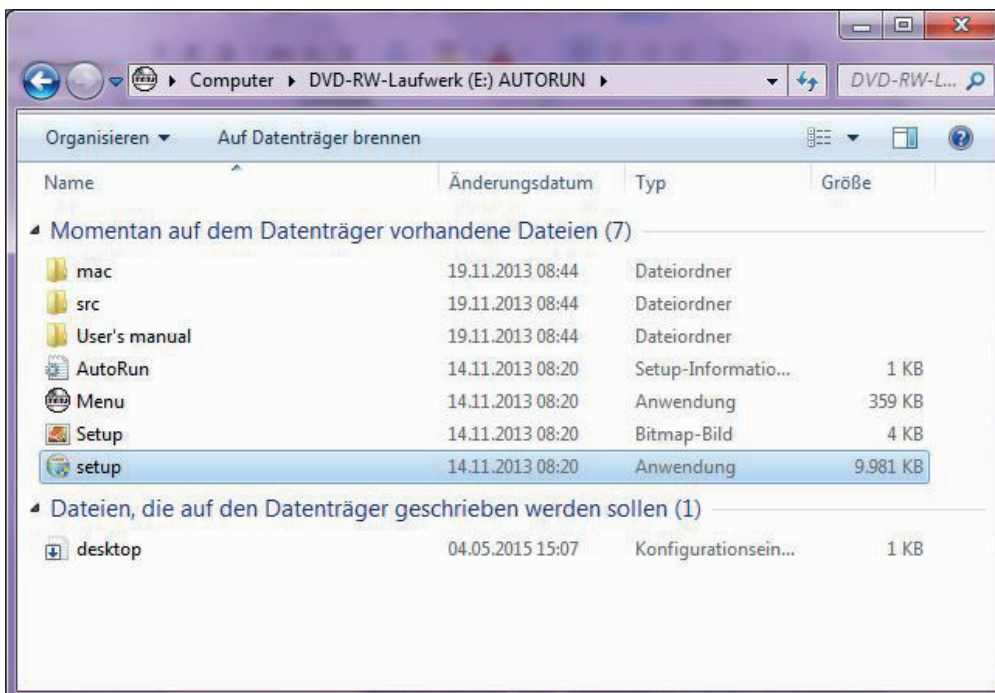 Computer ▸ DVD-RW-Laufwerk (E:) AUTORUN ▸ DVD-RW-L...
Organisieren Auf Datenträger brennen
Name Änderungsdatum Typ Größe
Momentan auf dem Datenträger vorhandene Dateien (7)
mac 19.11.2013 08:44 Dateiordner
src 19.11.2013 08:44 Dateiordner
User's manual 19.11.2013 08:44 Dateiordner
AutoRun 14.11.2013 08:20 Setup-Informatio... 1 KB
Menu 14.11.2013 08:20 Anwendung 359 KB
Setup 14.11.2013 08:20 Bitmap-Bild 4 KB
setup 14.11.2013 08:20 Anwendung 9.981 KB
Dateien, die auf den Datenträger geschrieben werden sollen (1)
desktop 04.05.2015 15:07 Konfigurationsein... 1 KB